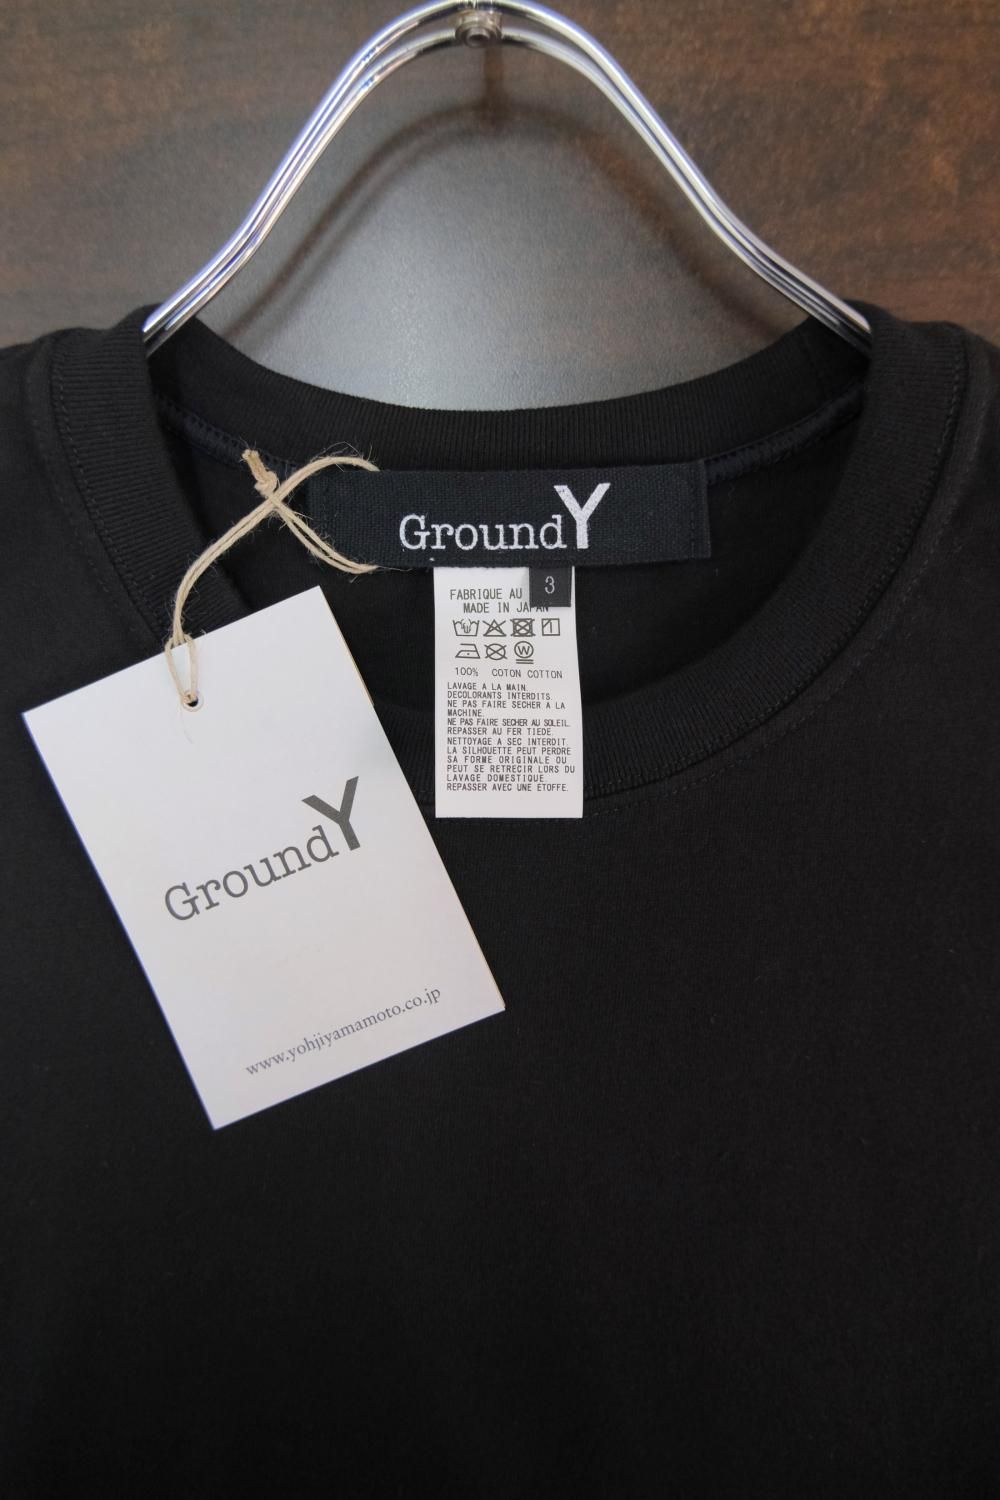 GroundY
3
FABRIQUE AU
MADE IN JAPAN
W
100% COTON COTTON
LAVAGE A LA MAIN.
DECOLORANTS INTERDITS.
NE PAS FAIRE SECHER A LA
MACHINE.
NE PAS FAIRE SECHER AU SOLEIL.
REPASSER AU FER TIEDE.
NETTOYAGE A SEC INTERDIT.
LA SILHOUETTE PEUT PERDRE
SA FORME ORIGINALE OU
PEUT SE RETRECIR LORS DU
LAVAGE DOMESTIQUE.
REPASSER AVEC UNE ETOFFE.
GroundY
www.yohjiyamamoto.co.jp